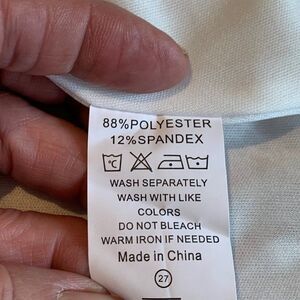 88%POLYESTER
12%SPANDEX
°C
WASH SEPARATELY
WASH WITH LIKE
COLORS
DO NOT BLEACH
WARM IRON IF NEEDED
Made in China
27